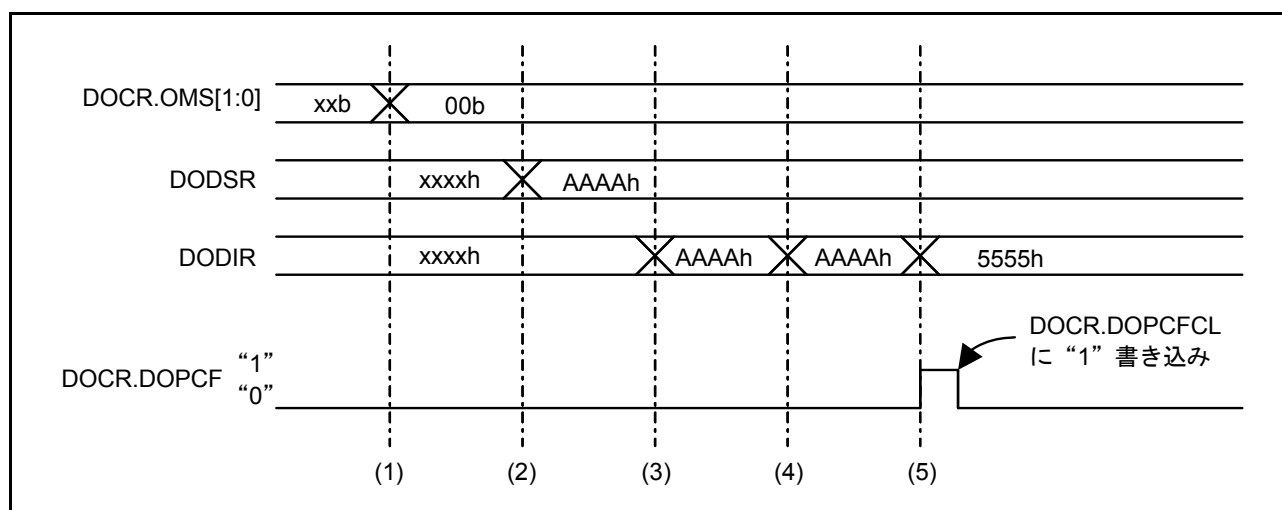 DOCR.OMS[1:0] xxb 00b
DODSR xxxxh AAAAh
DODIR xxxxh AAAAh AAAAh 5555h
DOCR.DOPCFCL
に“1”書き込み
“1”
DOCR.DOPCF
“0”
(1) (2) (3) (4) (5)